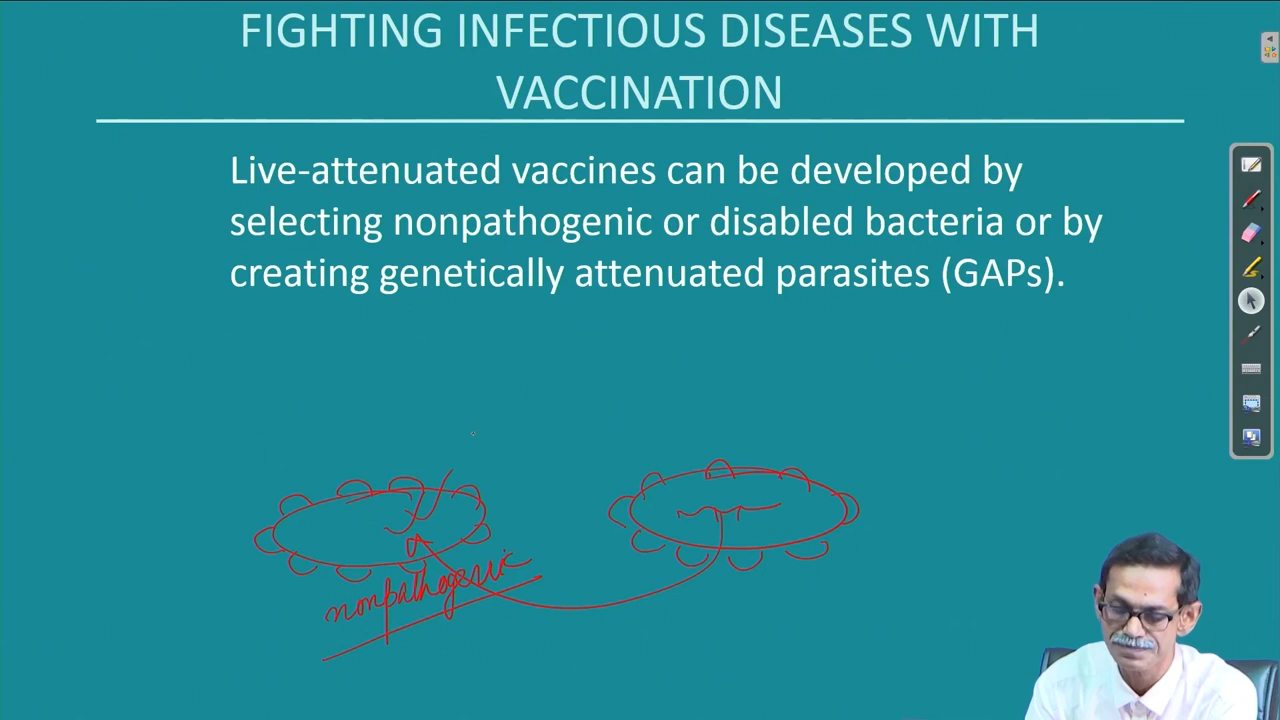 FIGHTING INFECTIOUS DISEASES WITH
VACCINATION
Live-attenuated vaccines can be developed by
selecting nonpathogenic or disabled bacteria or by
creating genetically attenuated parasites (GAPs).
nonpathogenic